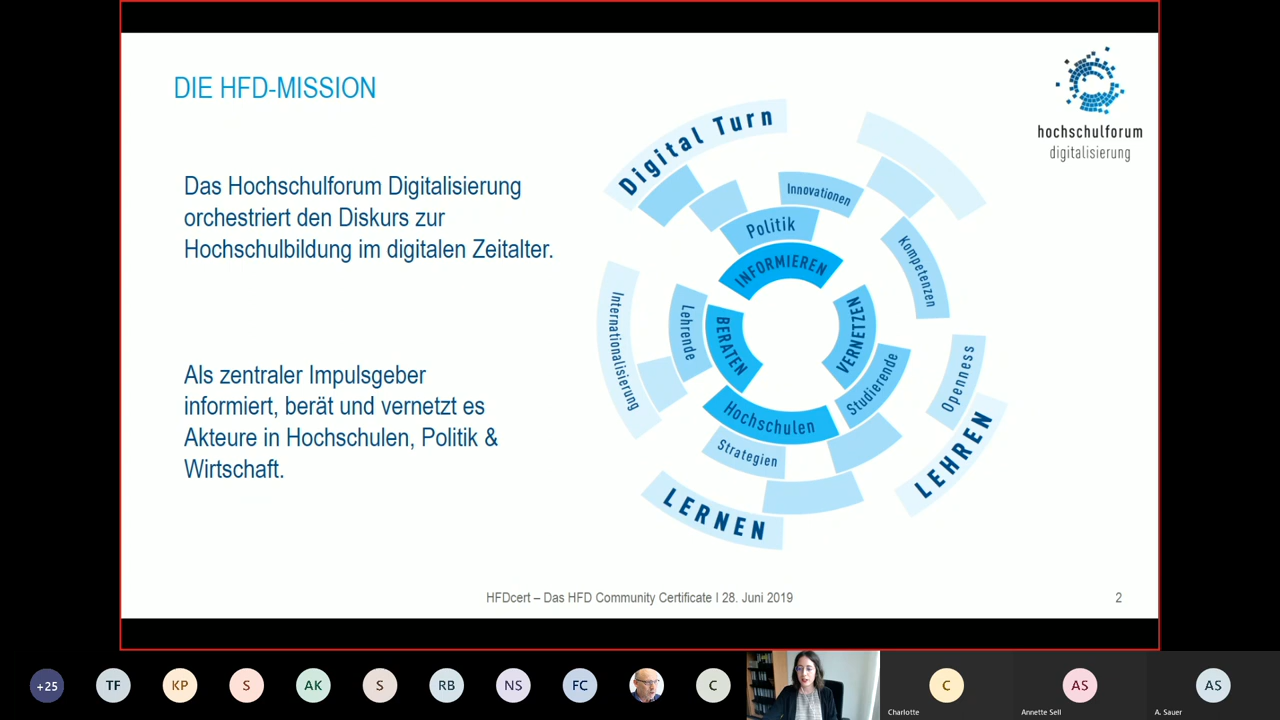 DIE HFD-MISSION
hochschulforum
digitalisierung
Das Hochschulforum Digitalisierung
orchestriert den Diskurs zur
Hochschulbildung im digitalen Zeitalter.
Als zentraler Impulsgeber
informiert, berät und vernetzt es
Akteure in Hochschulen, Politik &
Wirtschaft.
Digital Turn
Innovationen
Politik
INFORMIEREN
Kompetenzen
Internationalisierung
Lehrende
BERATEN
VERNETZEN
Studierende
Openness
Hochschulen
Strategien
LEHREN
LERNEN
HFDcert – Das HFD Community Certificate I 28. Juni 2019
2
+25
TF
KP
S
AK
S
RB
NS
FC
C
C
AS
AS
Charlotte
Annette Sell
A. Sauer